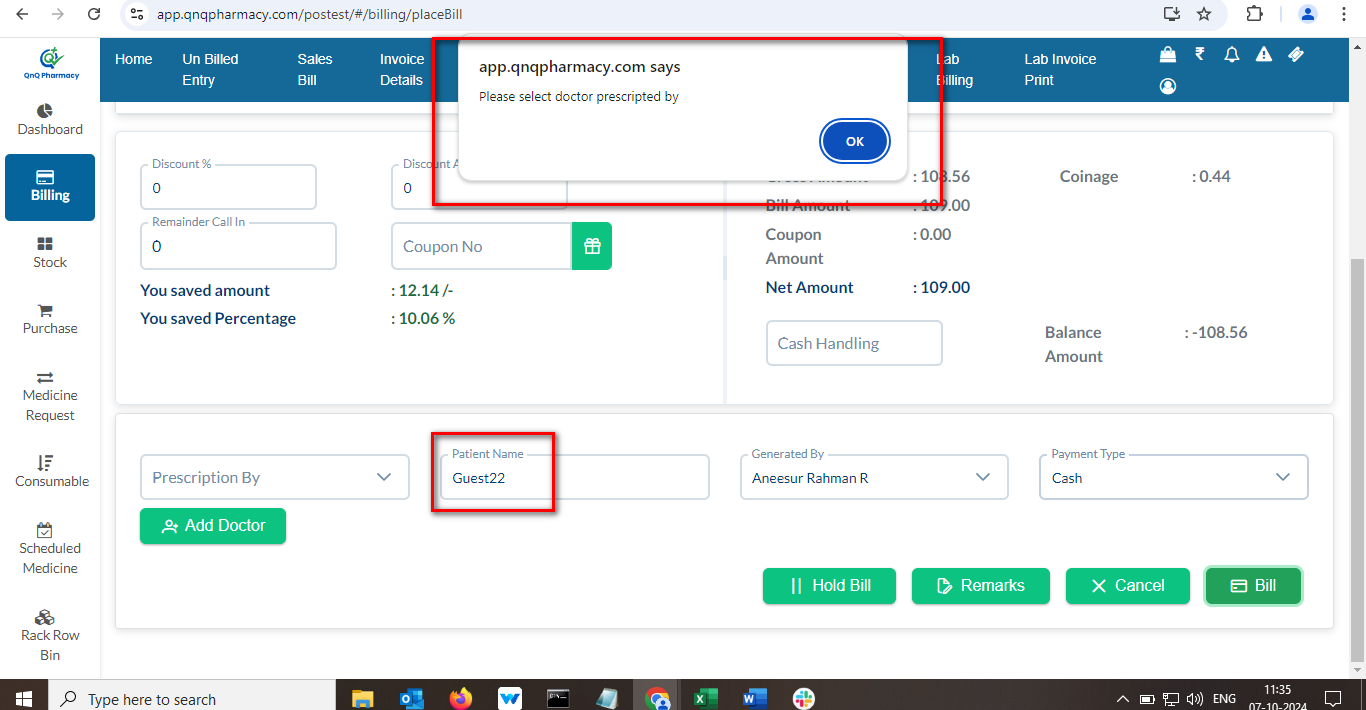 app.qnqpharmacy.com/postest/#/billing/placeBill
QnQ Pharmacy
Home
Un Billed
Entry
Sales
Bill
Invoice
Details
Lab
Billing
Lab Invoice
Print
app.qnqpharmacy.com says
Please select doctor prescripted by
OK
Dashboard
Billing
Stock
Purchase
Medicine
Request
Consumable
Scheduled
Medicine
Rack Row
Bin
Discount %
0
Discount A
0
Remainder Call In
0
Coupon No
You saved amount : 12.14 /-
You saved Percentage : 10.06 %
: 108.56
Coinage : 0.44
Bill Amount : 109.00
Coupon
Amount : 0.00
Net Amount : 109.00
Cash Handling
Balance
Amount : -108.56
Prescription By
Patient Name
Guest22
Generated By
Aneesur Rahman R
Payment Type
Cash
Add Doctor
Hold Bill
Remarks
Cancel
Bill
Type here to search
ENG
11:35
07-10-2024